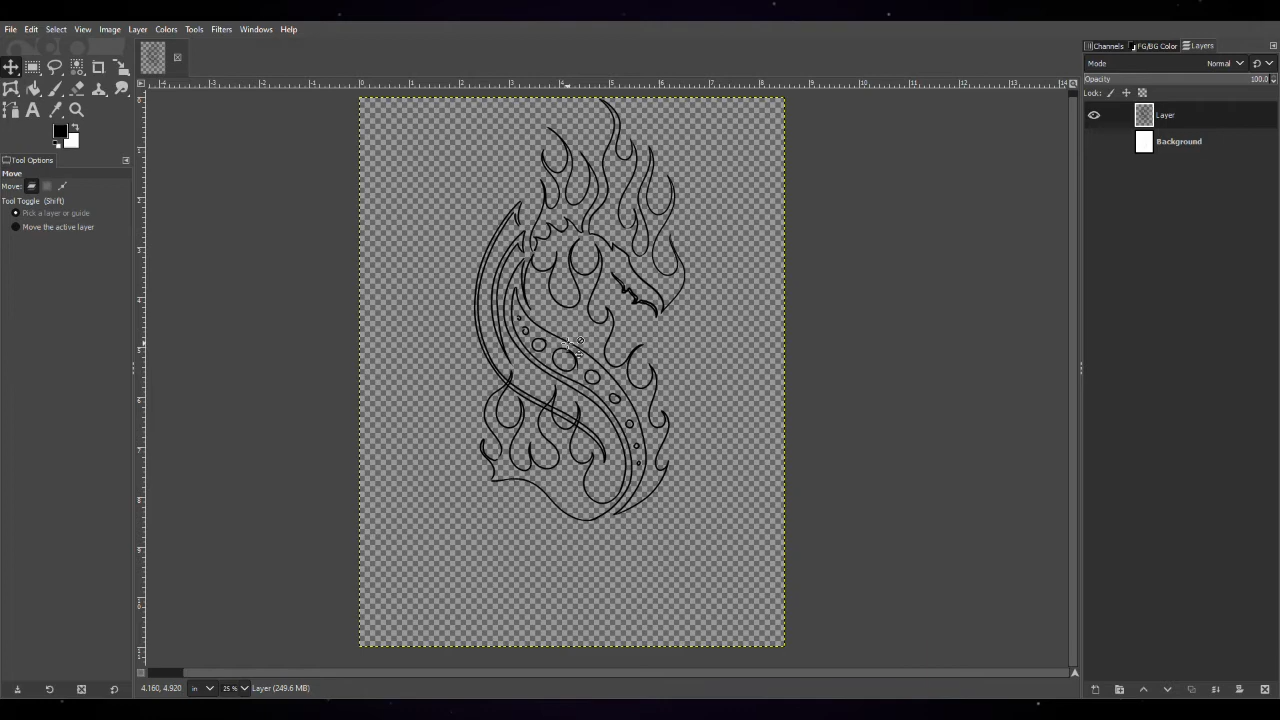 File Edit Select View Image Layer Colors Tools Filters Windows Help
Channels FG/BG Color Layers
Mode Normal
Opacity 100.0
Lock:
Layer
Background
Tool Options
Move
Move:
Tool Toggle (Shift)
Pick a layer or guide
Move the active layer
4.160, 4.920 in 25 % Layer (249.6 MB)